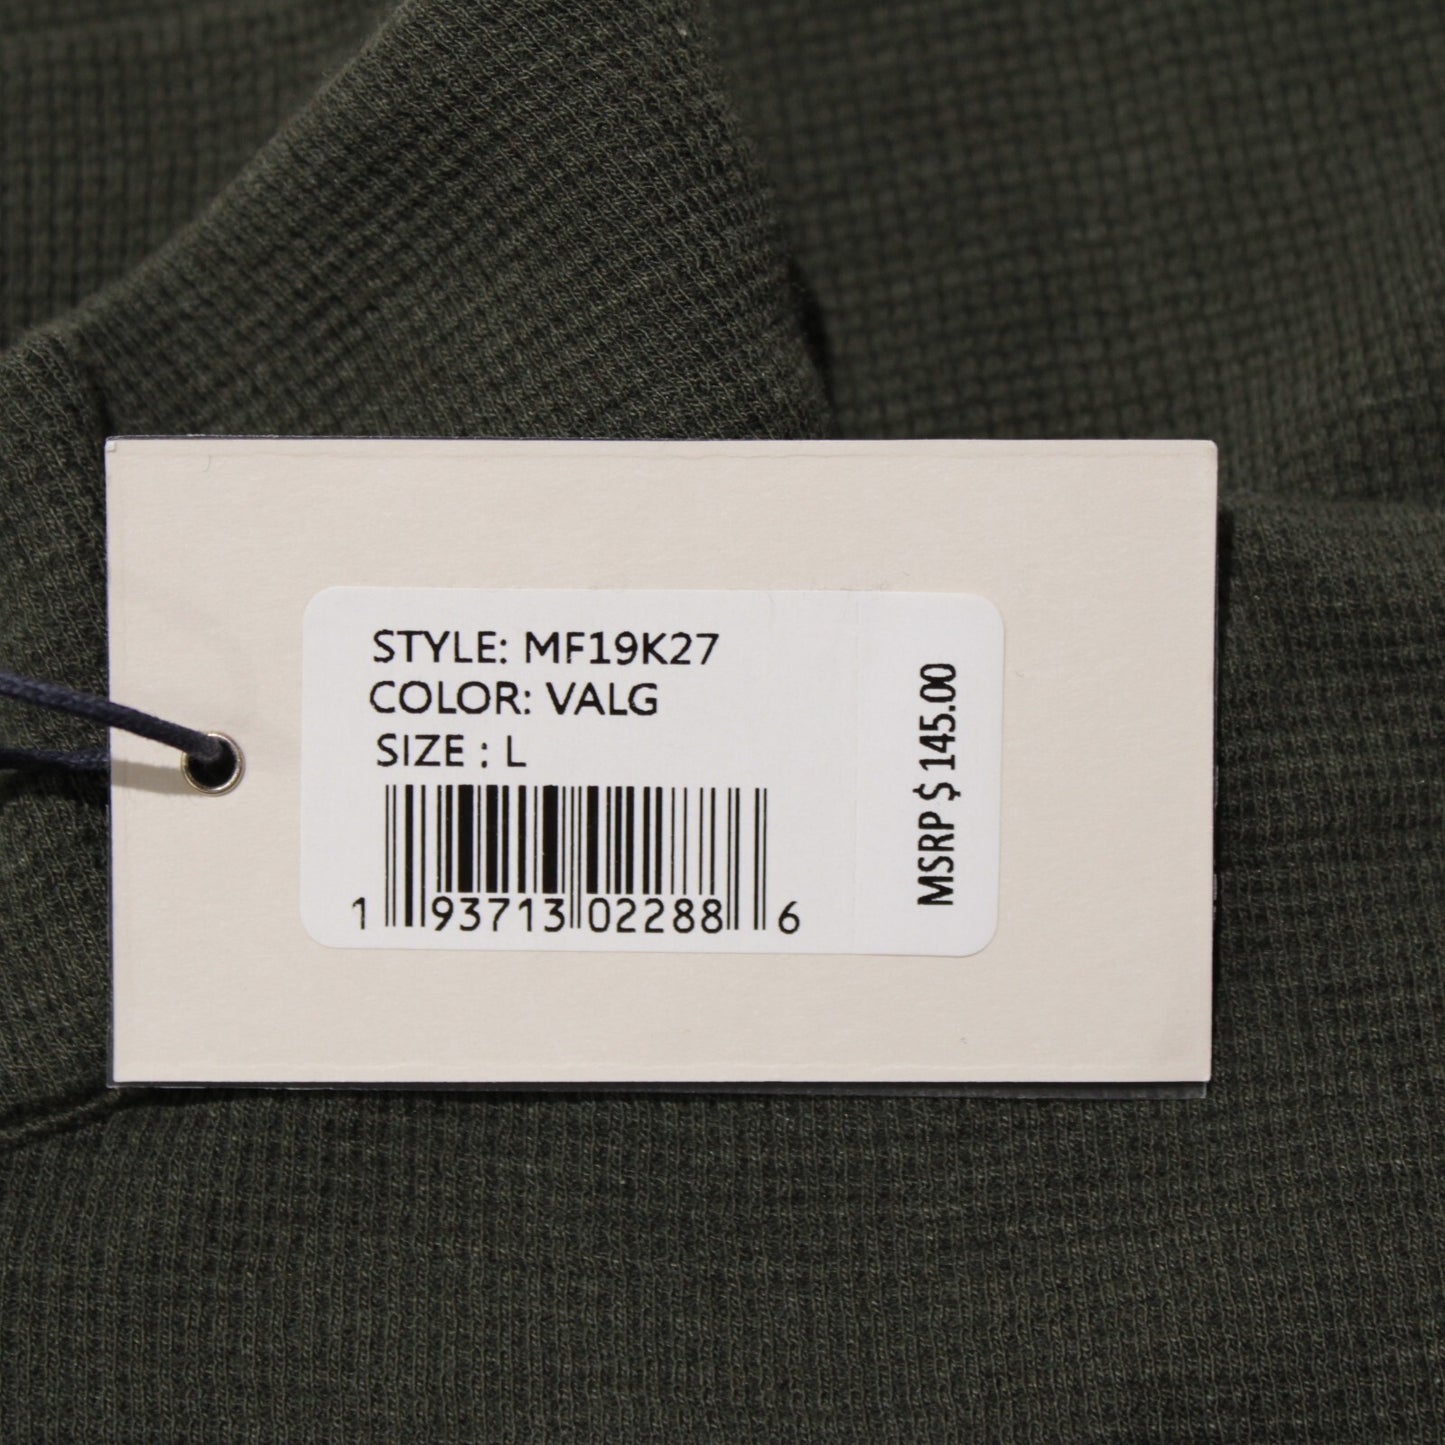 STYLE: MF19K27
COLOR: VALG
SIZE : L
1 93713 02288 6
MSRP $ 145.00